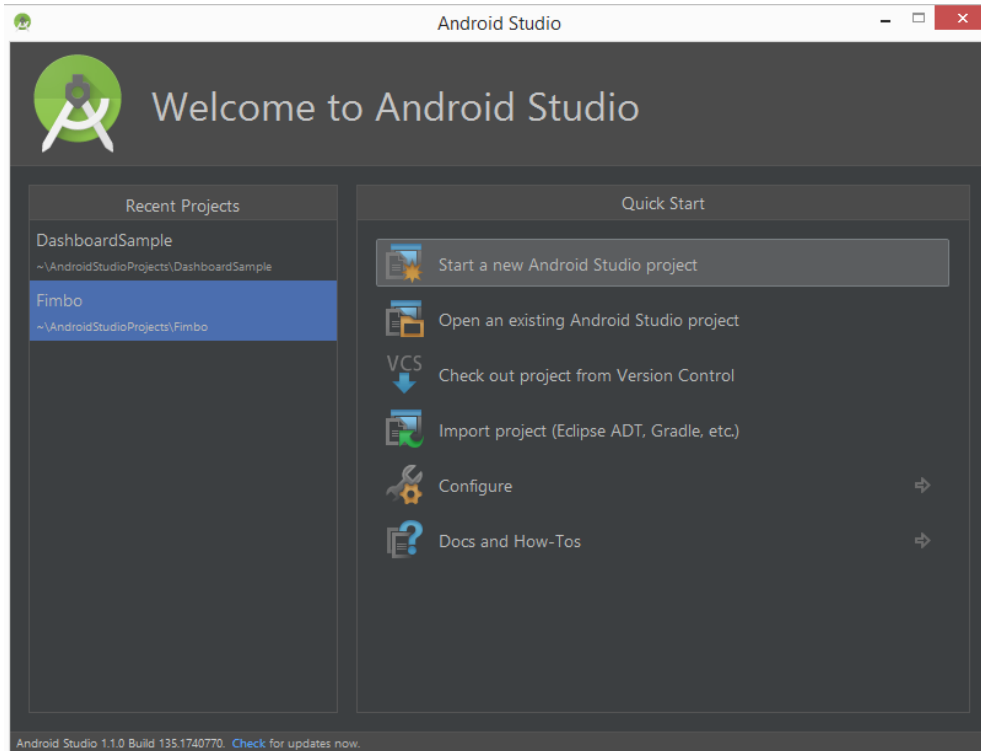 Android Studio
Welcome to Android Studio
Recent Projects
DashboardSample
~\AndroidStudioProjects\DashboardSample
Fimbo
~\AndroidStudioProjects\Fimbo
Quick Start
Start a new Android Studio project
Open an existing Android Studio project
VCS
Check out project from Version Control
Import project (Eclipse ADT, Gradle, etc.)
Configure
Docs and How-Tos
Android Studio 1.1.0 Build 135.1740770. Check for updates now.